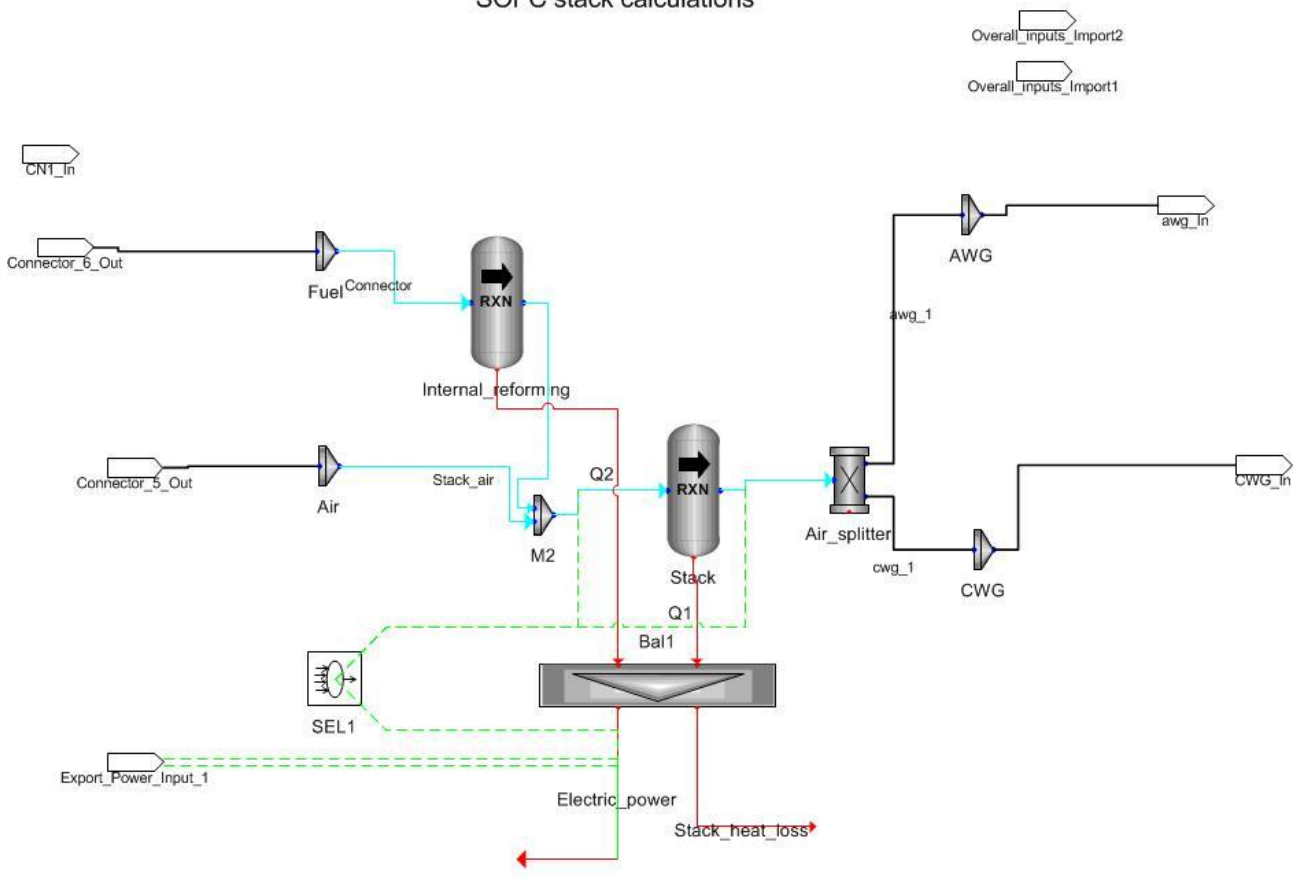 SOFC stack calculations
Overall_inputs_Import2
Overall_inputs_Import1
CN1_In
Connector_6_Out
Fuel
Connector
RXN
Internal_reforming
awg_In
AWG
awg_1
Connector_5_Out
Air
Stack_air
M2
Q2
RXN
Stack
Air_splitter
CWG_In
cwg_1
CWG
Q1
Bal1
SEL1
Export_Power_Input_1
Electric_power
Stack_heat_loss